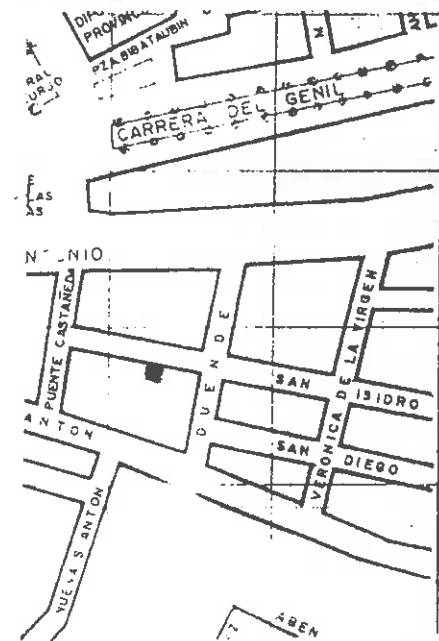 PZA.BIBATAUBIN
CARRERA DEL GENIL
PUENTE CASTAÑEDA
DUENDE
SAN ISIDRO
VERONICA DE LA VIRGEN
SAN DIEGO
ANTON
NUEVA S ANTON
ABEN